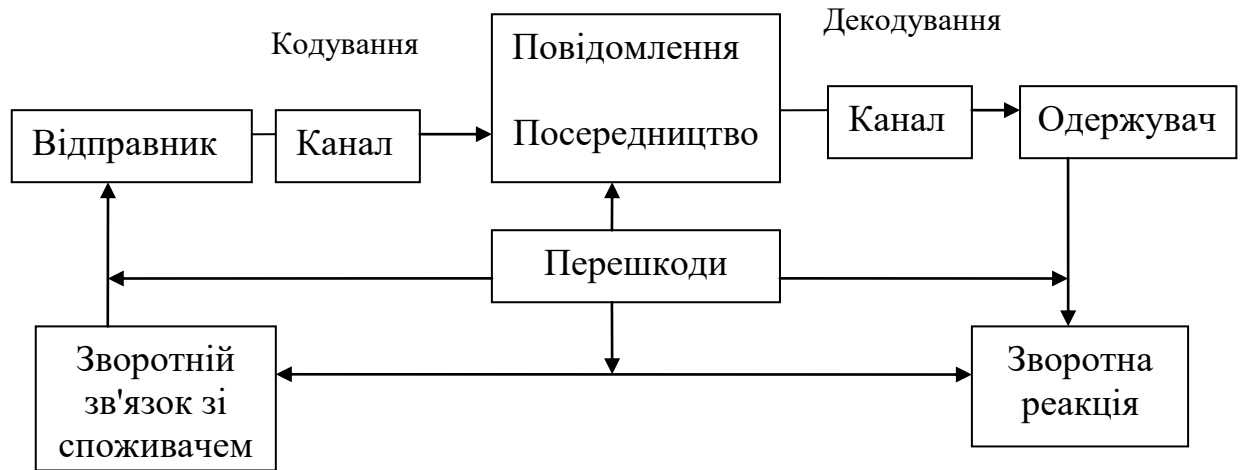 Кодування
Декодування
Повідомлення
Посередництво
Відправник
Канал
Канал
Одержувач
Перешкоди
Зворотній
зв'язок зі
споживачем
Зворотна
реакція